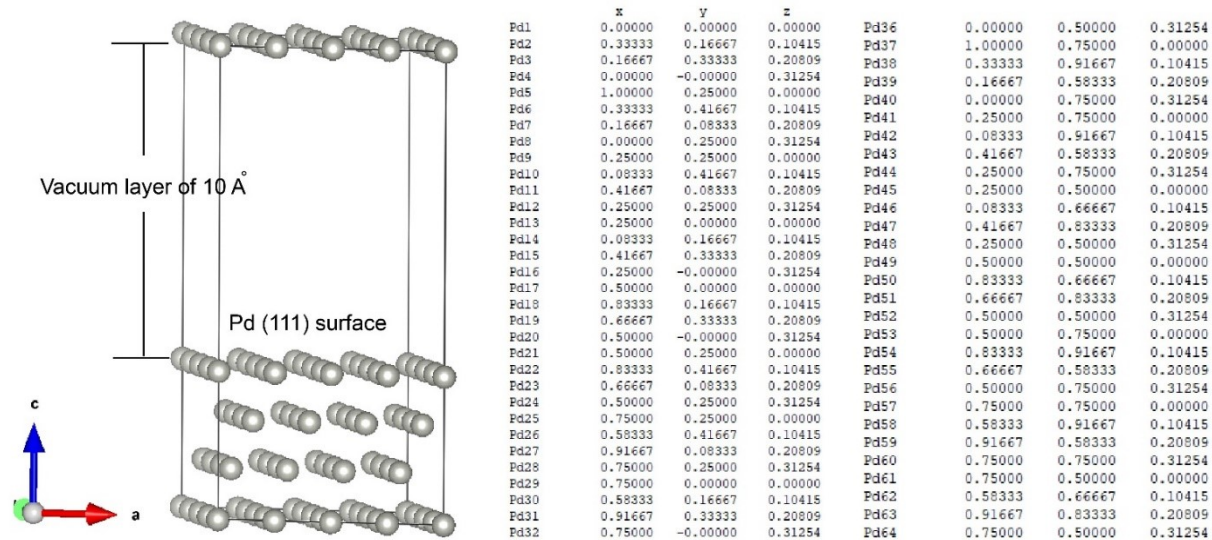 Vacuum layer of 10 Å
Pd (111) surface
c
a
x y z
Pd1 0.00000 0.00000 0.00000
Pd2 0.33333 0.16667 0.10415
Pd3 0.16667 0.33333 0.20809
Pd4 0.00000 -0.00000 0.31254
Pd5 1.00000 0.25000 0.00000
Pd6 0.33333 0.41667 0.10415
Pd7 0.16667 0.08333 0.20809
Pd8 0.00000 0.25000 0.31254
Pd9 0.25000 0.25000 0.00000
Pd10 0.08333 0.41667 0.10415
Pd11 0.41667 0.08333 0.20809
Pd12 0.25000 0.25000 0.31254
Pd13 0.25000 0.00000 0.00000
Pd14 0.08333 0.16667 0.10415
Pd15 0.41667 0.33333 0.20809
Pd16 0.25000 -0.00000 0.31254
Pd17 0.50000 0.00000 0.00000
Pd18 0.83333 0.16667 0.10415
Pd19 0.66667 0.33333 0.20809
Pd20 0.50000 -0.00000 0.31254
Pd21 0.50000 0.25000 0.00000
Pd22 0.83333 0.41667 0.10415
Pd23 0.66667 0.08333 0.20809
Pd24 0.50000 0.25000 0.31254
Pd25 0.75000 0.25000 0.00000
Pd26 0.58333 0.41667 0.10415
Pd27 0.91667 0.08333 0.20809
Pd28 0.75000 0.25000 0.31254
Pd29 0.75000 0.00000 0.00000
Pd30 0.58333 0.16667 0.10415
Pd31 0.91667 0.33333 0.20809
Pd32 0.75000 -0.00000 0.31254
Pd36 0.00000 0.50000 0.31254
Pd37 1.00000 0.75000 0.00000
Pd38 0.33333 0.91667 0.10415
Pd39 0.16667 0.58333 0.20809
Pd40 0.00000 0.75000 0.31254
Pd41 0.25000 0.75000 0.00000
Pd42 0.08333 0.91667 0.10415
Pd43 0.41667 0.58333 0.20809
Pd44 0.25000 0.75000 0.31254
Pd45 0.25000 0.50000 0.00000
Pd46 0.08333 0.66667 0.10415
Pd47 0.41667 0.83333 0.20809
Pd48 0.25000 0.50000 0.31254
Pd49 0.50000 0.50000 0.00000
Pd50 0.83333 0.66667 0.10415
Pd51 0.66667 0.83333 0.20809
Pd52 0.50000 0.50000 0.31254
Pd53 0.50000 0.75000 0.00000
Pd54 0.83333 0.91667 0.10415
Pd55 0.66667 0.58333 0.20809
Pd56 0.50000 0.75000 0.31254
Pd57 0.75000 0.75000 0.00000
Pd58 0.58333 0.91667 0.10415
Pd59 0.91667 0.58333 0.20809
Pd60 0.75000 0.75000 0.31254
Pd61 0.75000 0.50000 0.00000
Pd62 0.58333 0.66667 0.10415
Pd63 0.91667 0.83333 0.20809
Pd64 0.75000 0.50000 0.31254